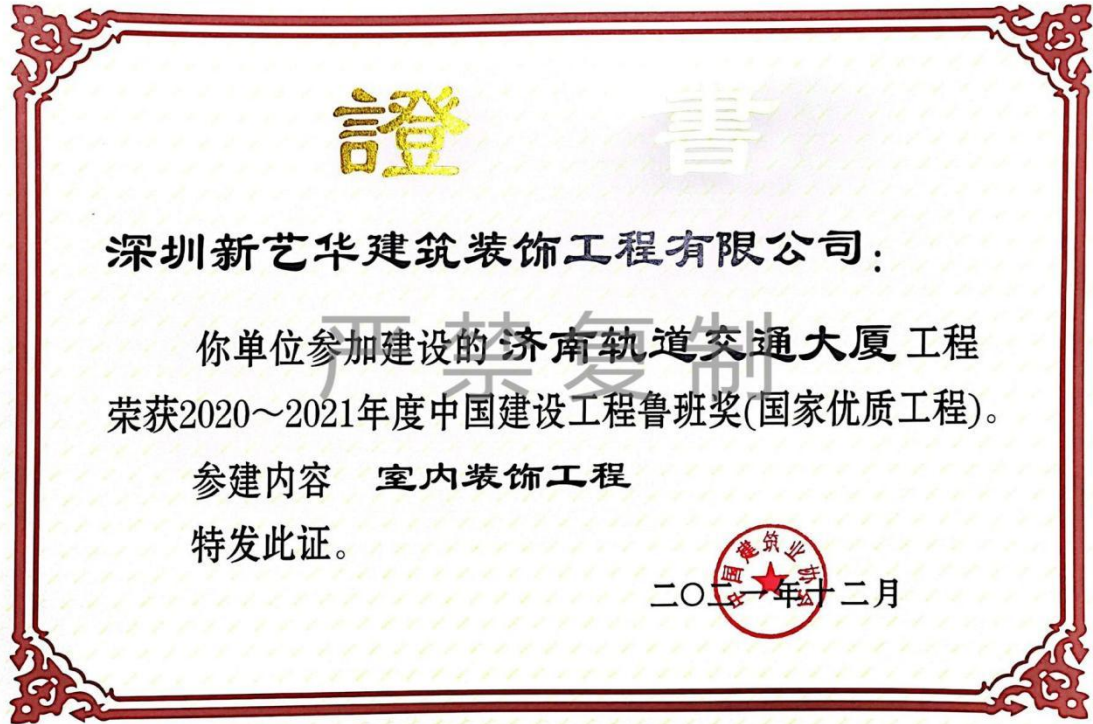 證 書
深圳新艺华建筑装饰工程有限公司：
你单位参加建设的 济南轨道交通大厦 工程
荣获2020～2021年度中国建设工程鲁班奖(国家优质工程)。
参建内容 室内装饰工程
特发此证。
二〇二一年十二月
中国建筑业协会
严禁复制